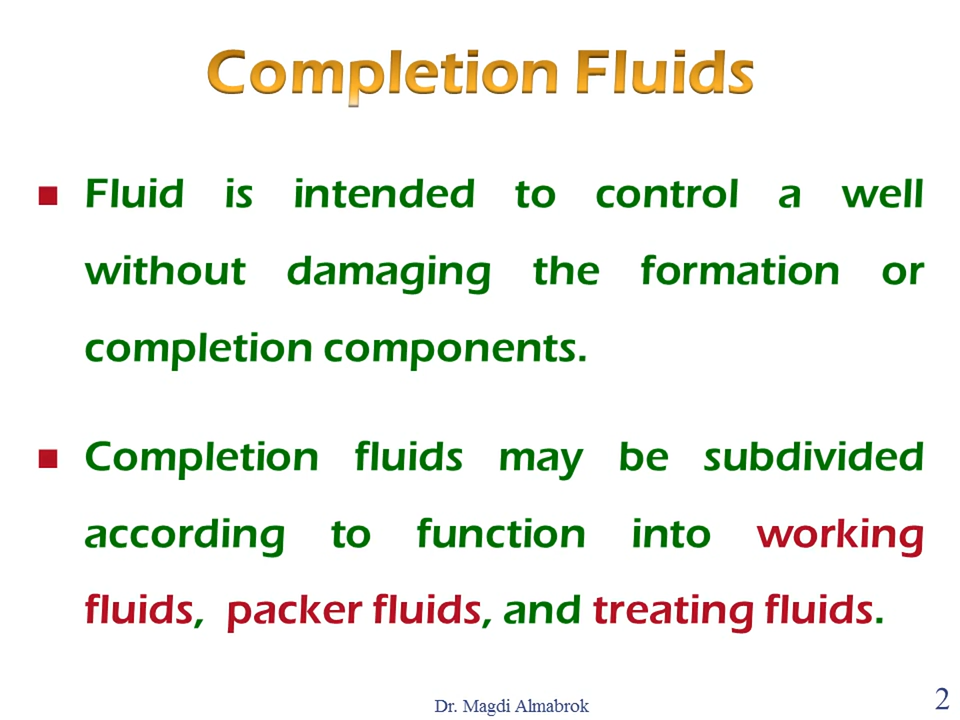 Completion Fluids
Fluid is intended to control a well
without damaging the formation or
completion components.
Completion fluids may be subdivided
according to function into working
fluids, packer fluids, and treating fluids.
Dr. Magdi Almabrok
2